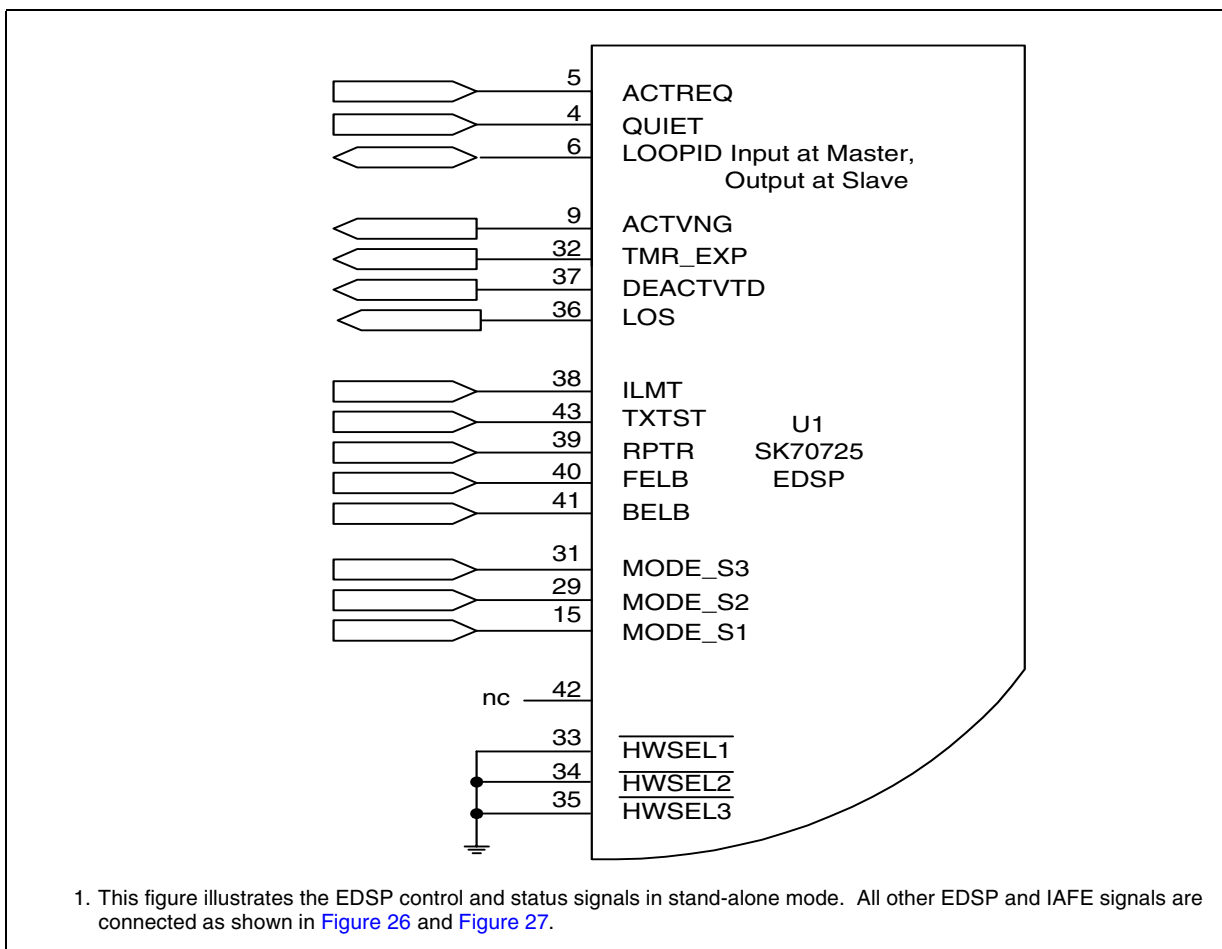 5 ACTREQ
4 QUIET
6 LOOPID Input at Master,
Output at Slave
9 ACTVNG
32 TMR_EXP
37 DEACTVTD
36 LOS
38 ILMT
43 TXTST
39 RPTR
40 FELB
41 BELB
U1
SK70725
EDSP
31 MODE_S3
29 MODE_S2
15 MODE_S1
nc 42
33 HWSEL1
34 HWSEL2
35 HWSEL3
1. This figure illustrates the EDSP control and status signals in stand-alone mode. All other EDSP and IAFE signals are
connected as shown in Figure 26 and Figure 27.